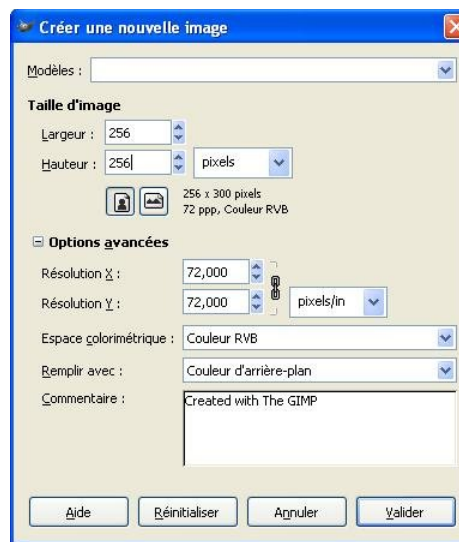 Créer une nouvelle image
Modèles :
Taille d'image
Largeur : 256
Hauteur : 256 pixels
256 x 300 pixels
72 ppp, Couleur RVB
Options avancées
Résolution X : 72,000
Résolution Y : 72,000 pixels/in
Espace colorimétrique : Couleur RVB
Remplir avec : Couleur d'arrière-plan
Commentaire : Created with The GIMP
Aide Réinitialiser Annuler Valider